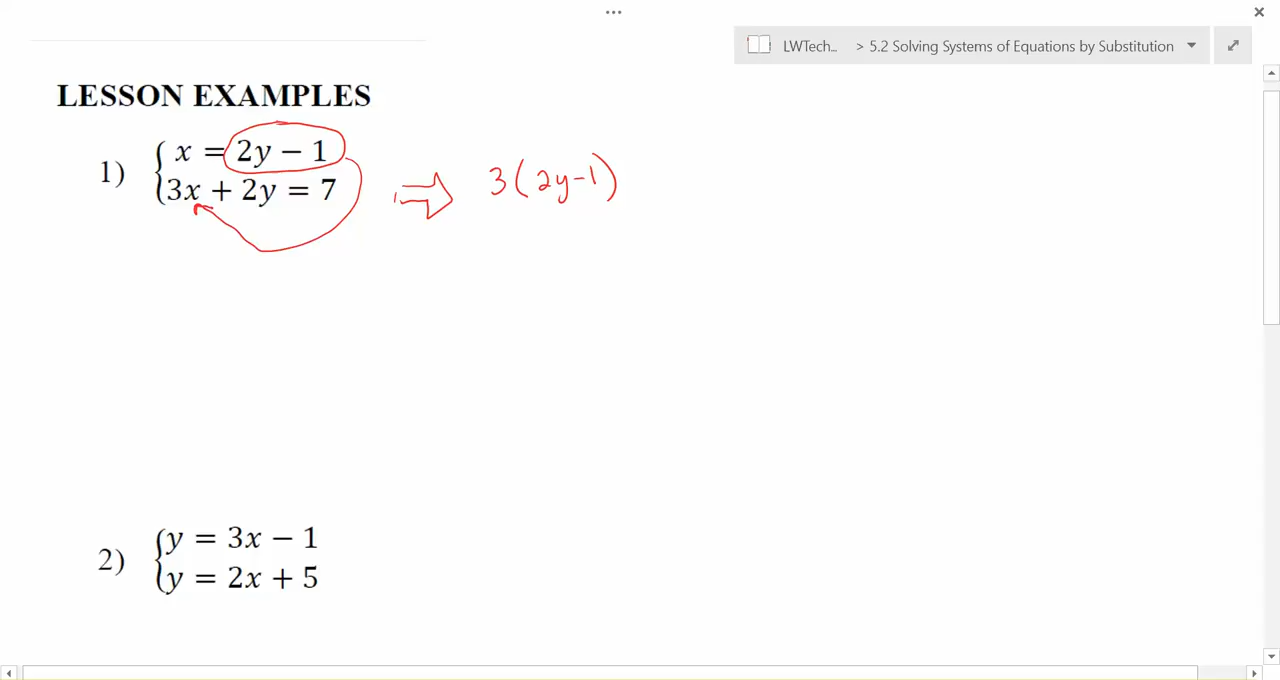 ...
LWTech.. > 5.2 Solving Systems of Equations by Substitution
LESSON EXAMPLES
1) { x = 2y − 1
3x + 2y = 7
3(2y-1)
2) { y = 3x − 1
y = 2x + 5